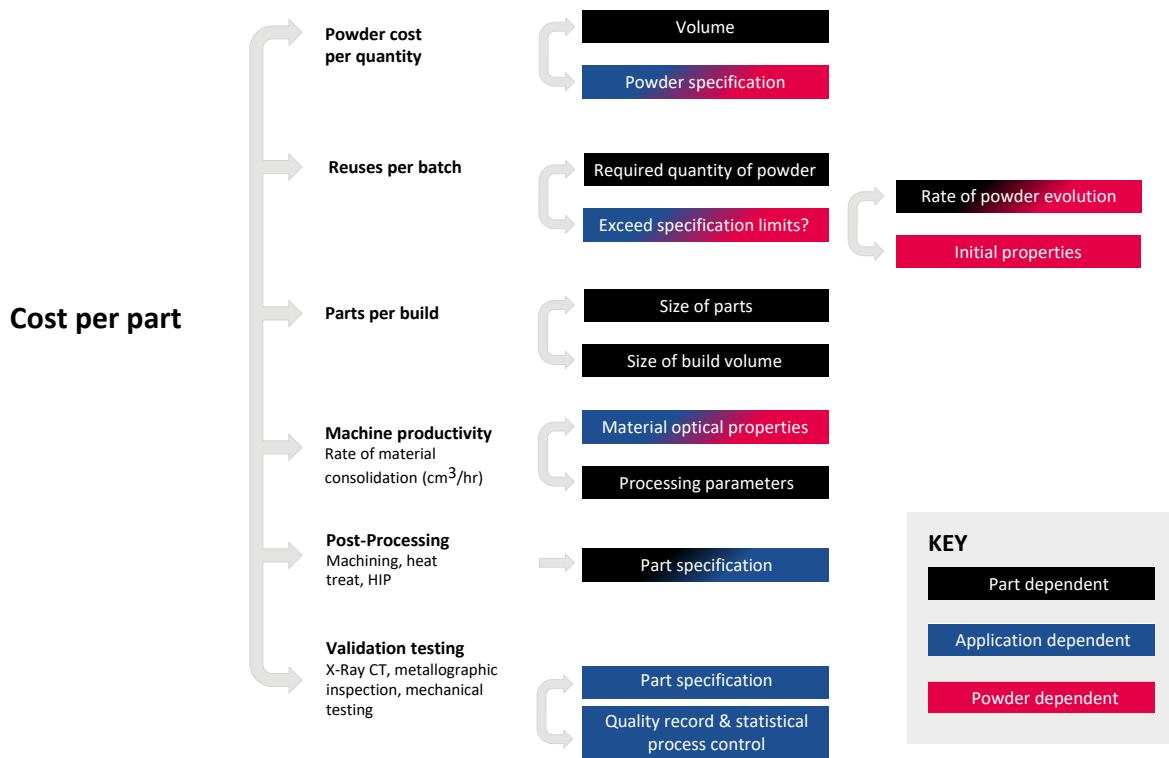 Cost per part
Powder cost
per quantity
Volume
Powder specification
Reuses per batch
Required quantity of powder
Exceed specification limits?
Rate of powder evolution
Initial properties
Parts per build
Size of parts
Size of build volume
Machine productivity
Rate of material
consolidation (cm³/hr)
Material optical properties
Processing parameters
Post-Processing
Machining, heat
treat, HIP
Part specification
Validation testing
X-Ray CT, metallographic
inspection, mechanical
testing
Part specification
Quality record & statistical
process control
KEY
Part dependent
Application dependent
Powder dependent